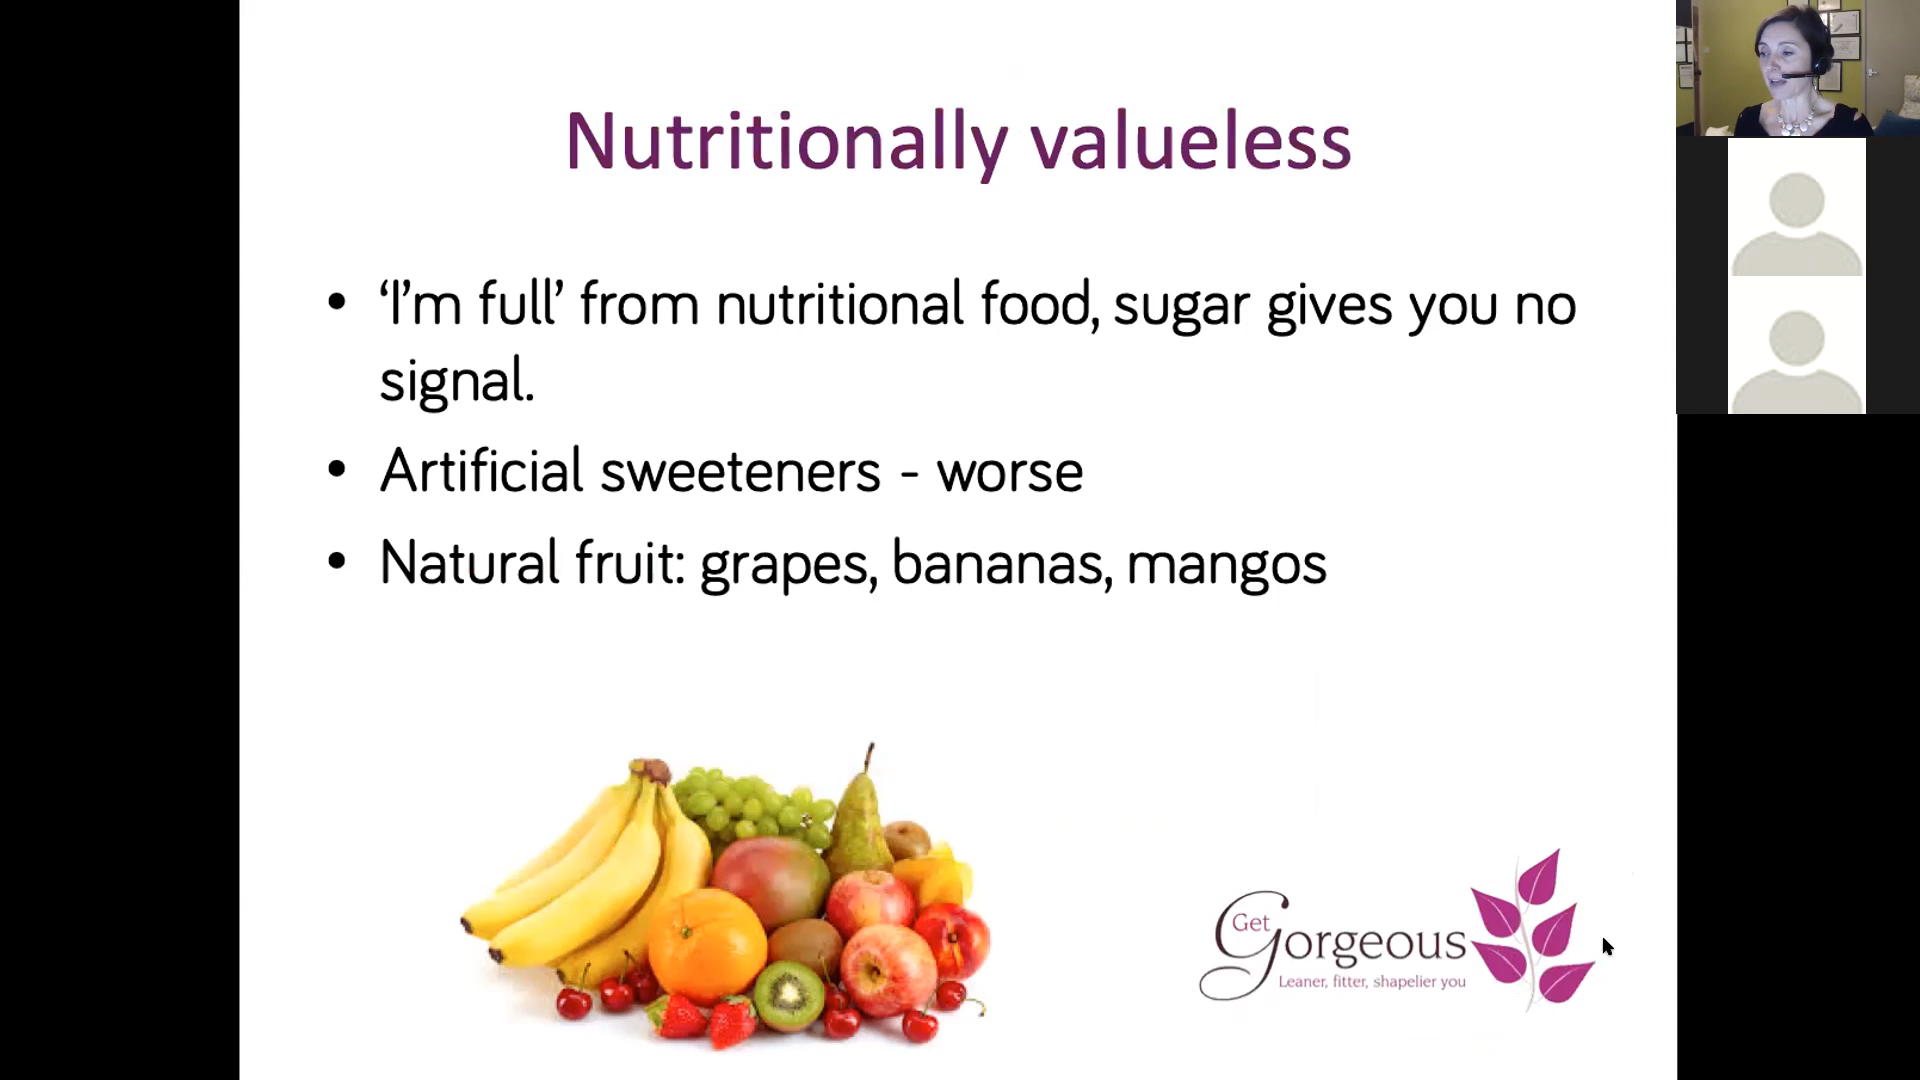 Nutritionally valueless
• ‘I’m full’ from nutritional food, sugar gives you no
signal.
• Artificial sweeteners - worse
• Natural fruit: grapes, bananas, mangos
Get
Gorgeous
Leaner, fitter, shapelier you